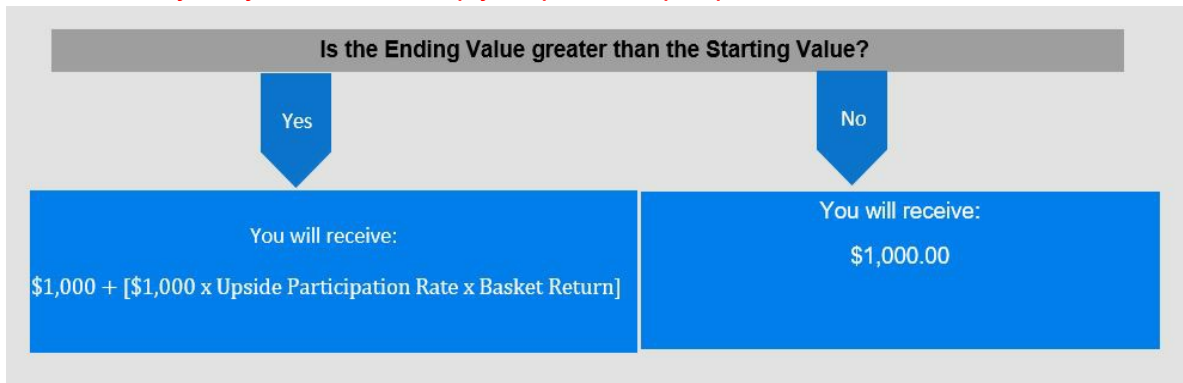 Is the Ending Value greater than the Starting Value?
Yes
No
You will receive:
$1,000 + [$1,000 x Upside Participation Rate x Basket Return]
You will receive:
$1,000.00